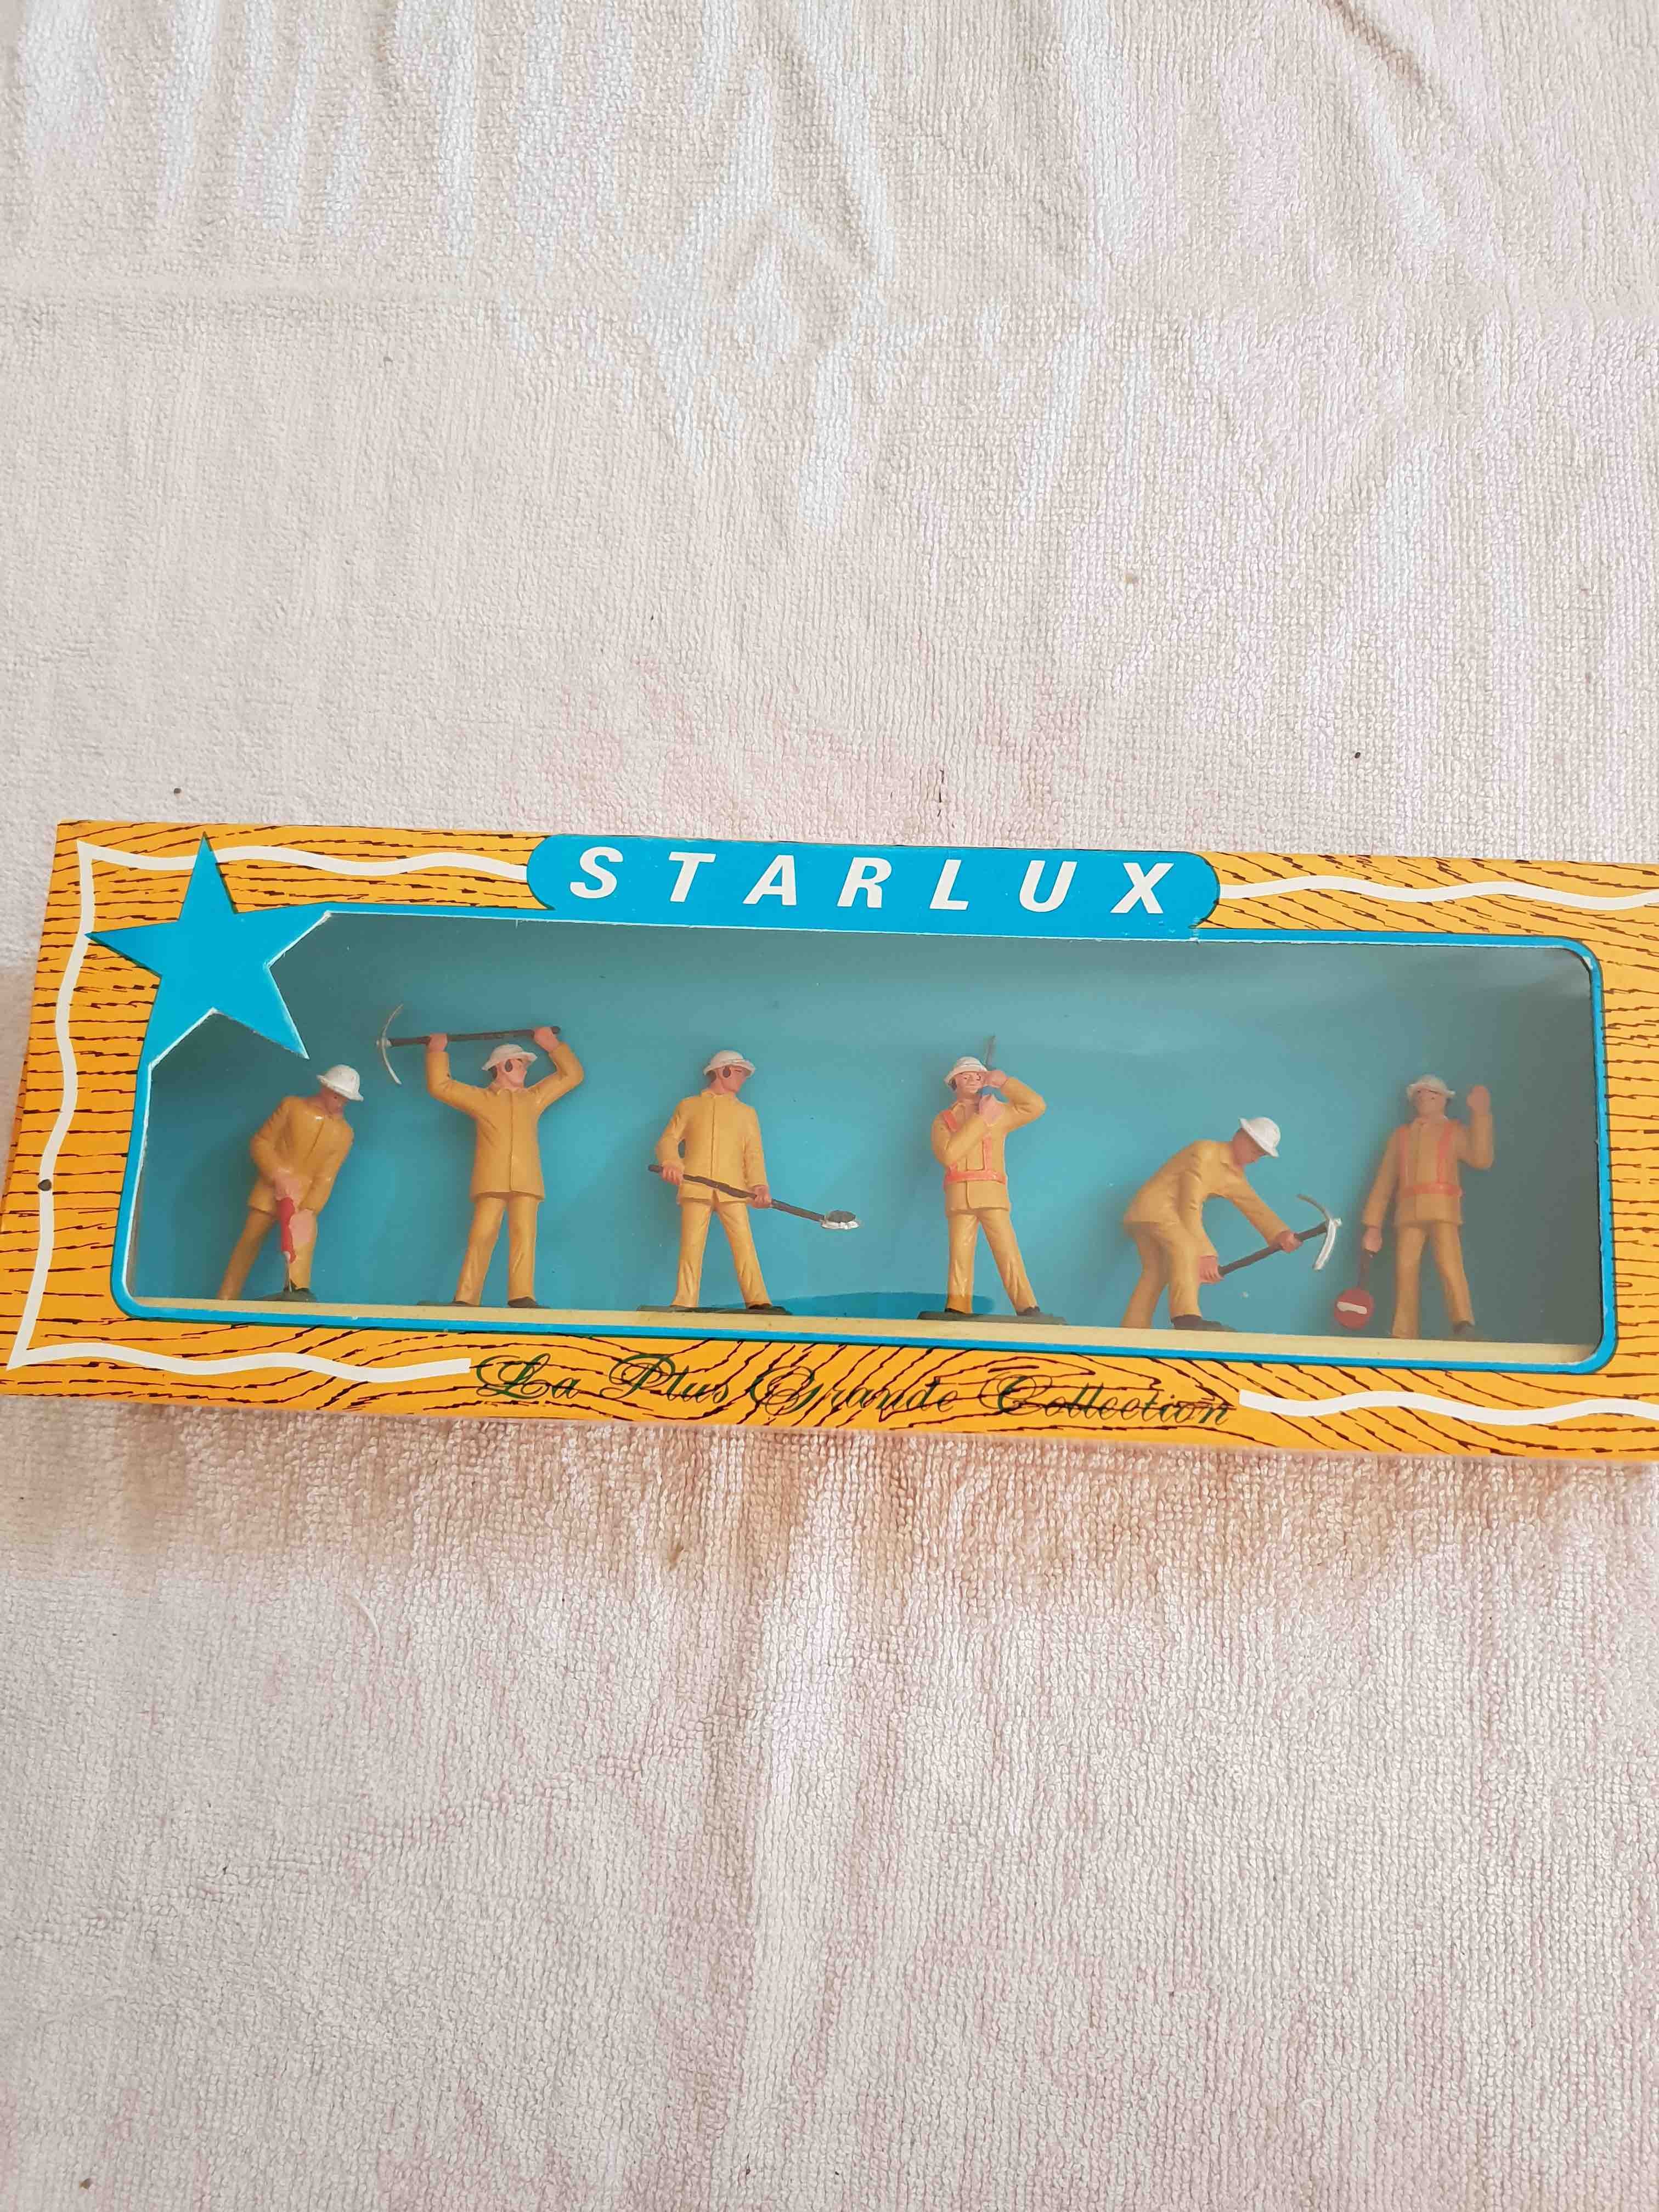 STARLUX
La Plus Grande Collection